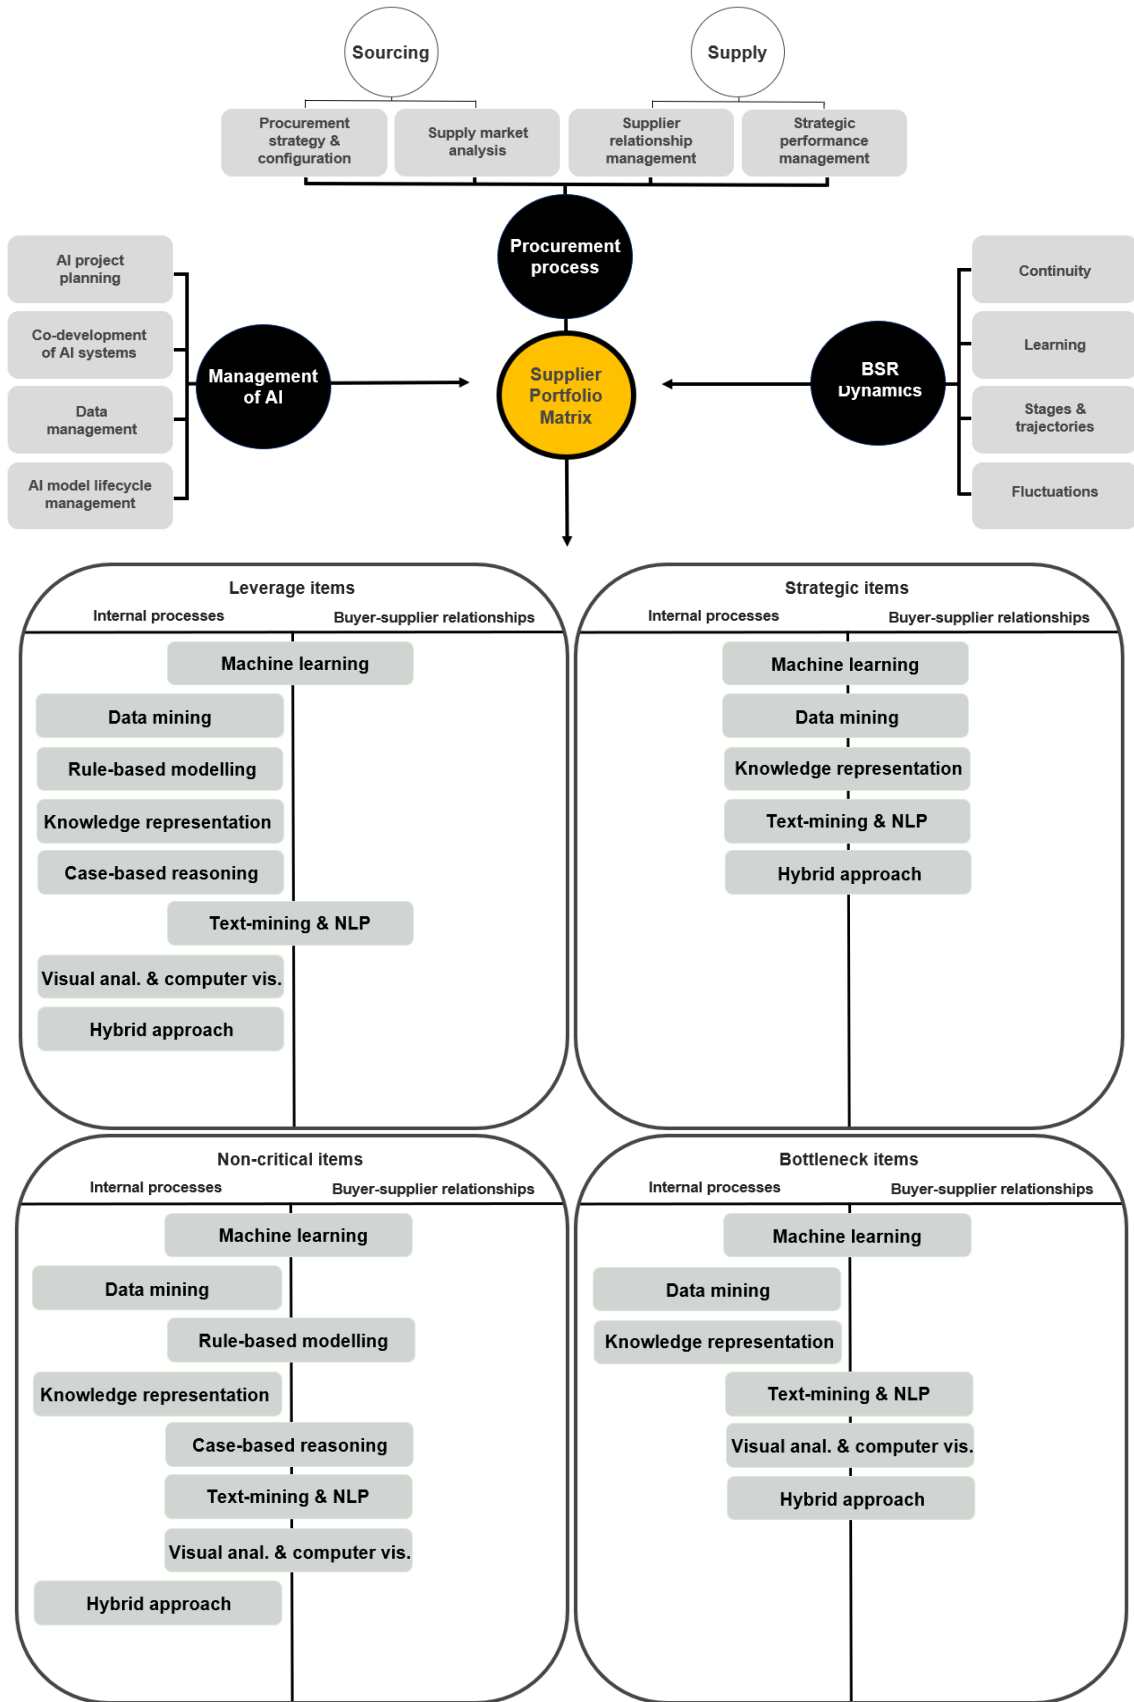 Sourcing
Supply
Procurement
strategy &
configuration
Supply market
analysis
Supplier
relationship
management
Strategic
performance
management
Procurement
process
AI project
planning
Co-development
of AI systems
Data
management
AI model lifecycle
management
Management
of AI
Supplier
Portfolio
Matrix
BSR
Dynamics
Continuity
Learning
Stages &
trajectories
Fluctuations
Leverage items
Internal processes
Buyer-supplier relationships
Machine learning
Data mining
Rule-based modelling
Knowledge representation
Case-based reasoning
Text-mining & NLP
Visual anal. & computer vis.
Hybrid approach
Strategic items
Internal processes
Buyer-supplier relationships
Machine learning
Data mining
Knowledge representation
Text-mining & NLP
Hybrid approach
Non-critical items
Internal processes
Buyer-supplier relationships
Machine learning
Data mining
Rule-based modelling
Knowledge representation
Case-based reasoning
Text-mining & NLP
Visual anal. & computer vis.
Hybrid approach
Bottleneck items
Internal processes
Buyer-supplier relationships
Machine learning
Data mining
Knowledge representation
Text-mining & NLP
Visual anal. & computer vis.
Hybrid approach